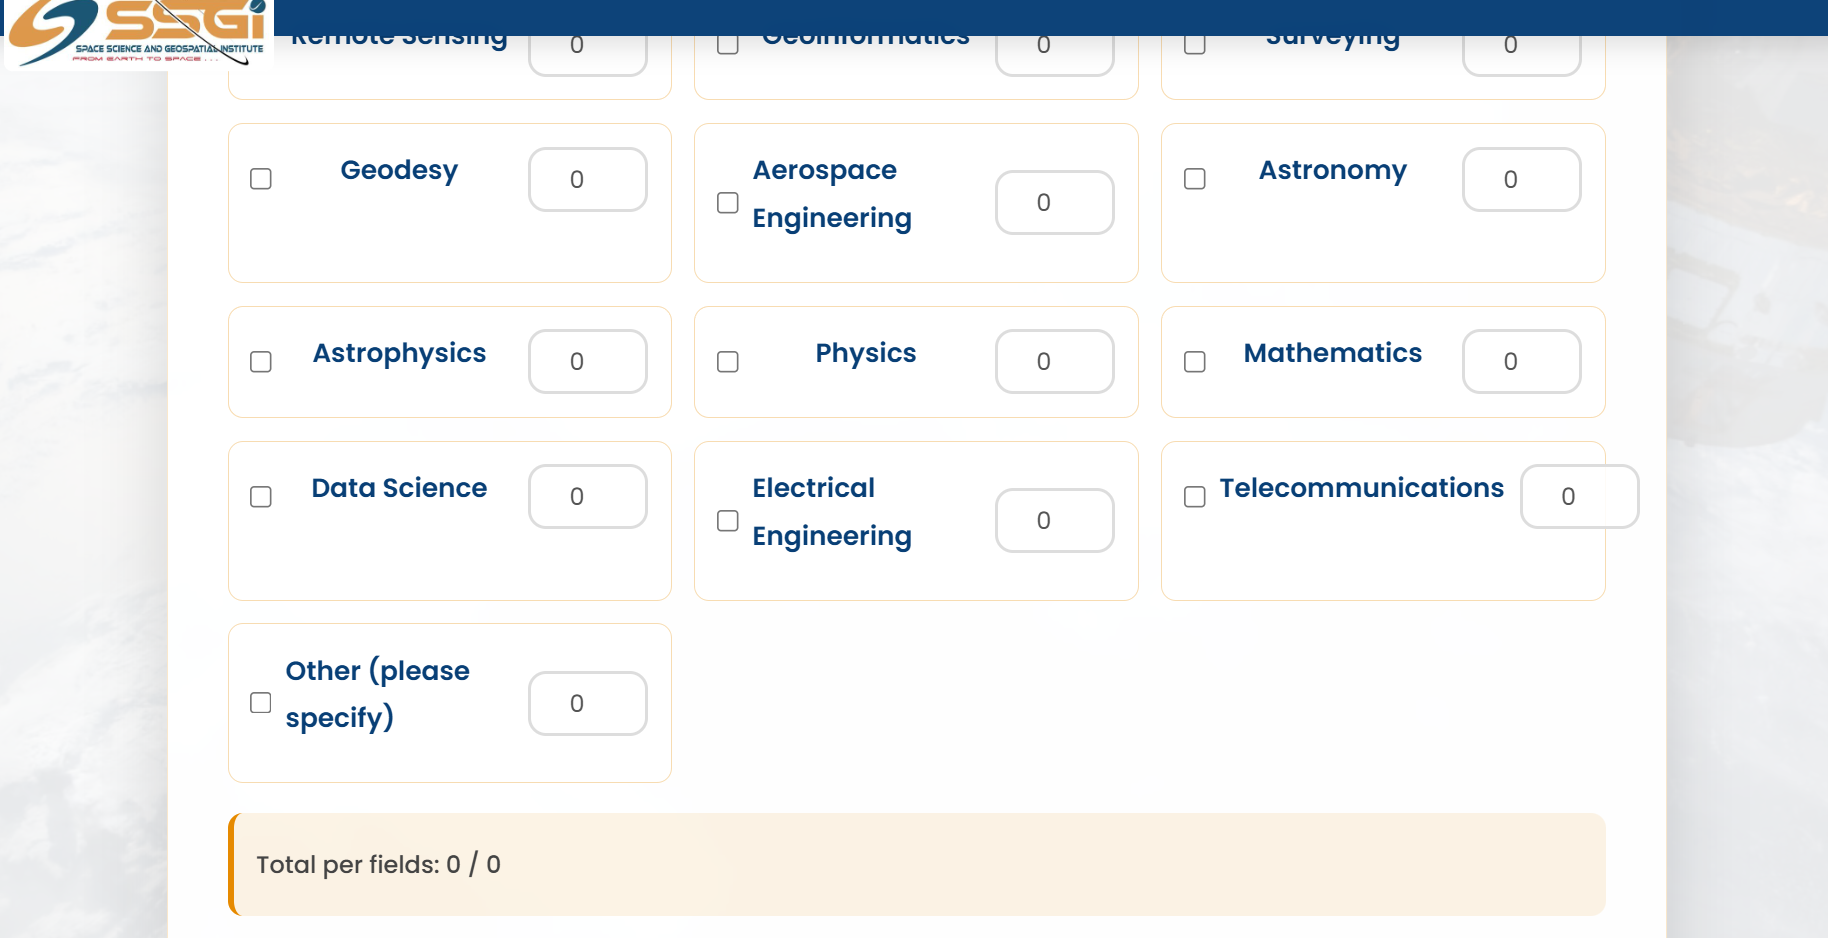 SSGi
SPACE SCIENCE AND GEOSPATIAL INSTITUTE
FROM EARTH TO SPACE . . .
Remote Sensing 0
Geoinformatics 0
Surveying 0
Geodesy 0
Aerospace
Engineering 0
Astronomy 0
Astrophysics 0
Physics 0
Mathematics 0
Data Science 0
Electrical
Engineering 0
Telecommunications 0
Other (please
specify) 0
Total per fields: 0 / 0